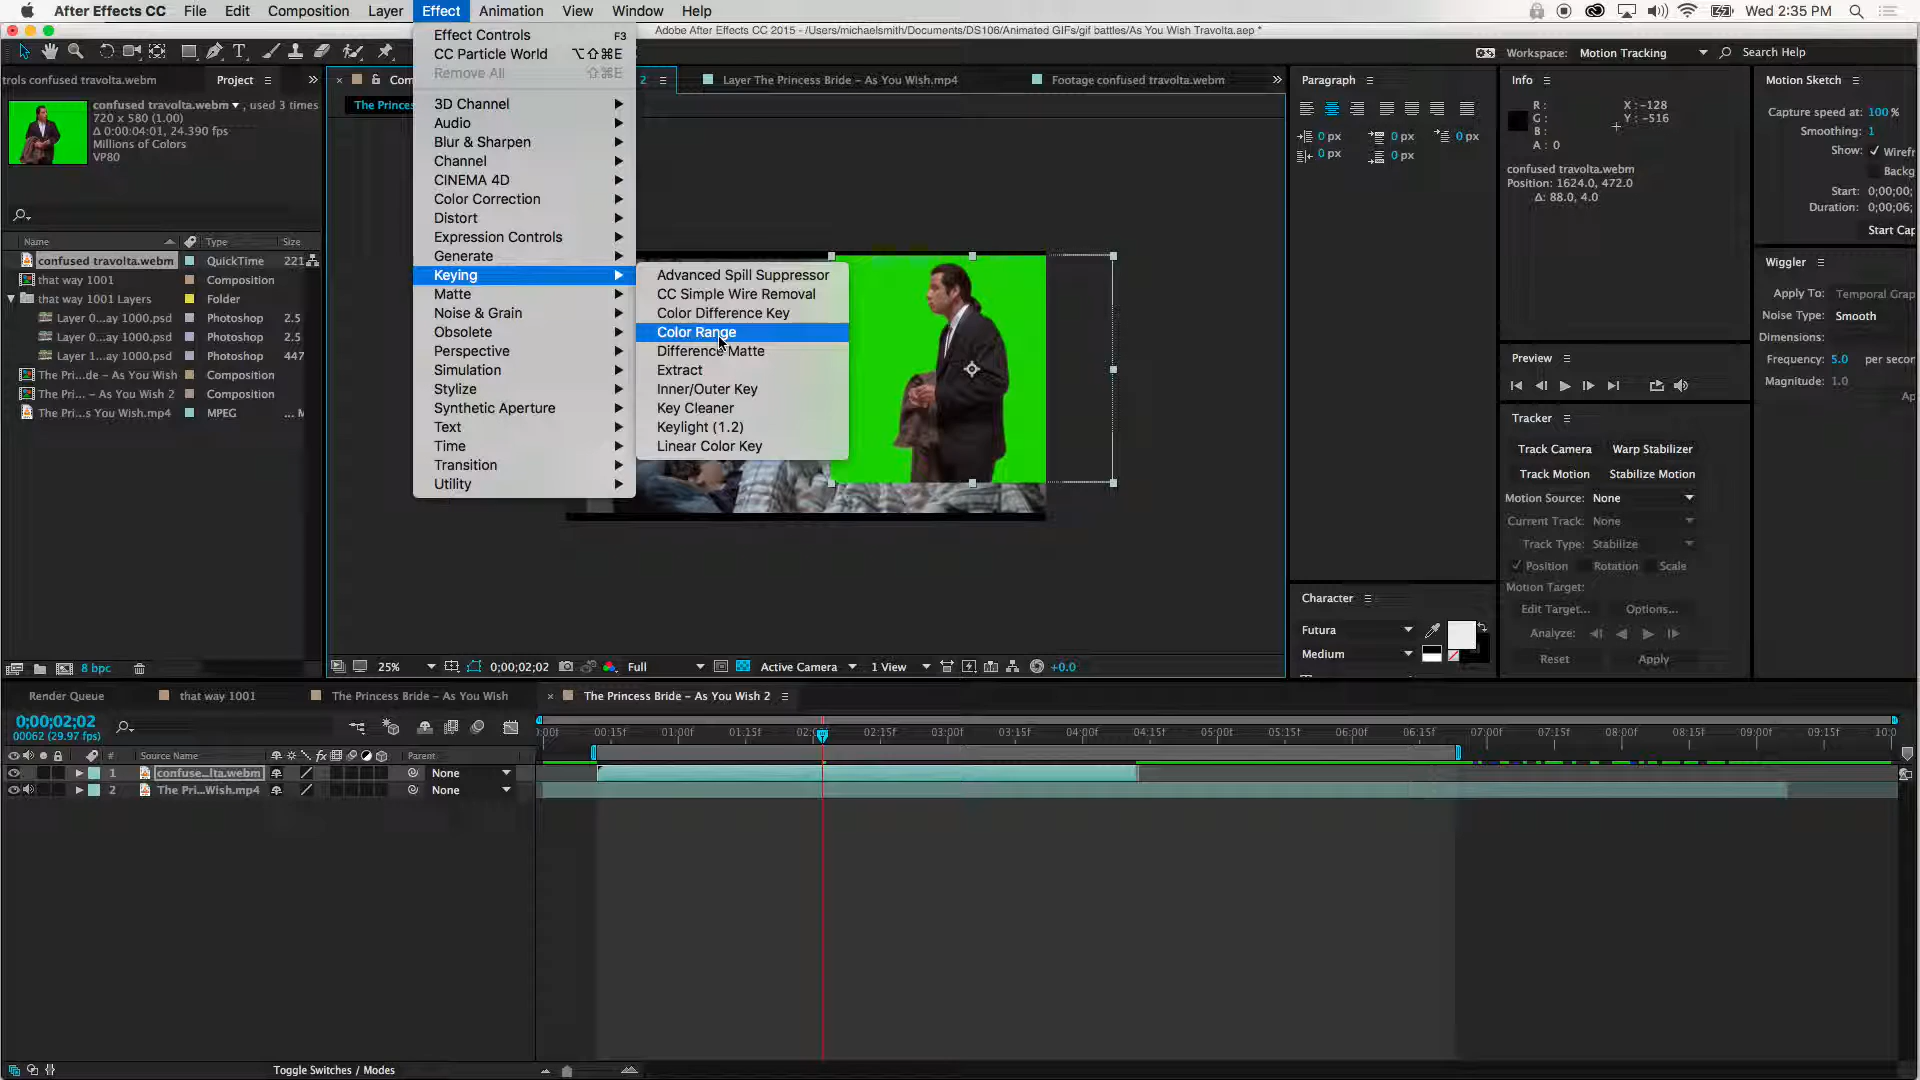 After Effects CC File Edit Composition Layer Effect Animation View Window Help Wed 2:35 PM
Adobe After Effects CC 2015 - /Users/michaelsmith/Documents/DS106/Animated GIFs/gif battles/As You Wish Travolta.aep *
Workspace: Motion Tracking Search Help
trols confused travolta.webm Project
Layer The Princess Bride – As You Wish.mp4 Footage confused travolta.webm
confused travolta.webm ▼, used 3 times
720 x 580 (1.00)
Δ 0:00:04:01, 24.390 fps
Millions of Colors
VP80
Name Type Size
confused travolta.webm QuickTime 221
that way 1001 Composition
that way 1001 Layers Folder
Layer 0...ay 1000.psd Photoshop 2.5
Layer 0...ay 1000.psd Photoshop 2.5
Layer 1...ay 1000.psd Photoshop 447
The Pri...de – As You Wish Composition
The Pri... – As You Wish 2 Composition
The Pri...s You Wish.mp4 MPEG ... M
8 bpc
Effect Controls F3
CC Particle World ⌥⇧⌘E
Remove All ⇧⌘E
3D Channel
Audio
Blur & Sharpen
Channel
CINEMA 4D
Color Correction
Distort
Expression Controls
Generate
Keying
Matte
Noise & Grain
Obsolete
Perspective
Simulation
Stylize
Synthetic Aperture
Text
Time
Transition
Utility
Advanced Spill Suppressor
CC Simple Wire Removal
Color Difference Key
Color Range
Difference Matte
Extract
Inner/Outer Key
Key Cleaner
Keylight (1.2)
Linear Color Key
Com 2
The Princes
25% 0;00;02;02 Full Active Camera 1 View +0.0
Paragraph
0 px 0 px 0 px
0 px 0 px
Character
Futura
Medium
Info
R : X : -128
G : Y : -516
B :
A : 0
confused travolta.webm
Position: 1624.0, 472.0
Δ: 88.0, 4.0
Preview
Tracker
Track Camera Warp Stabilizer
Track Motion Stabilize Motion
Motion Source: None
Current Track: None
Track Type: Stabilize
Position Rotation Scale
Motion Target:
Edit Target... Options...
Analyze:
Reset Apply
Motion Sketch
Capture speed at: 100 %
Smoothing: 1
Show: Wirefr
Backg
Start: 0;00;00;
Duration: 0;00;06;
Start Cap
Wiggler
Apply To: Temporal Grap
Noise Type: Smooth
Dimensions:
Frequency: 5.0 per secor
Magnitude: 1.0
Ap
Render Queue that way 1001 The Princess Bride – As You Wish The Princess Bride – As You Wish 2
0;00;02;02
00062 (29.97 fps)
:00f 00:15f 01:00f 01:15f 02:0 02:15f 03:00f 03:15f 04:00f 04:15f 05:00f 05:15f 06:00f 06:15f 07:00f 07:15f 08:00f 08:15f 09:00f 09:15f 10:0
# Source Name Parent
1 confuse...lta.webm None
2 The Pri...Wish.mp4 None
Toggle Switches / Modes